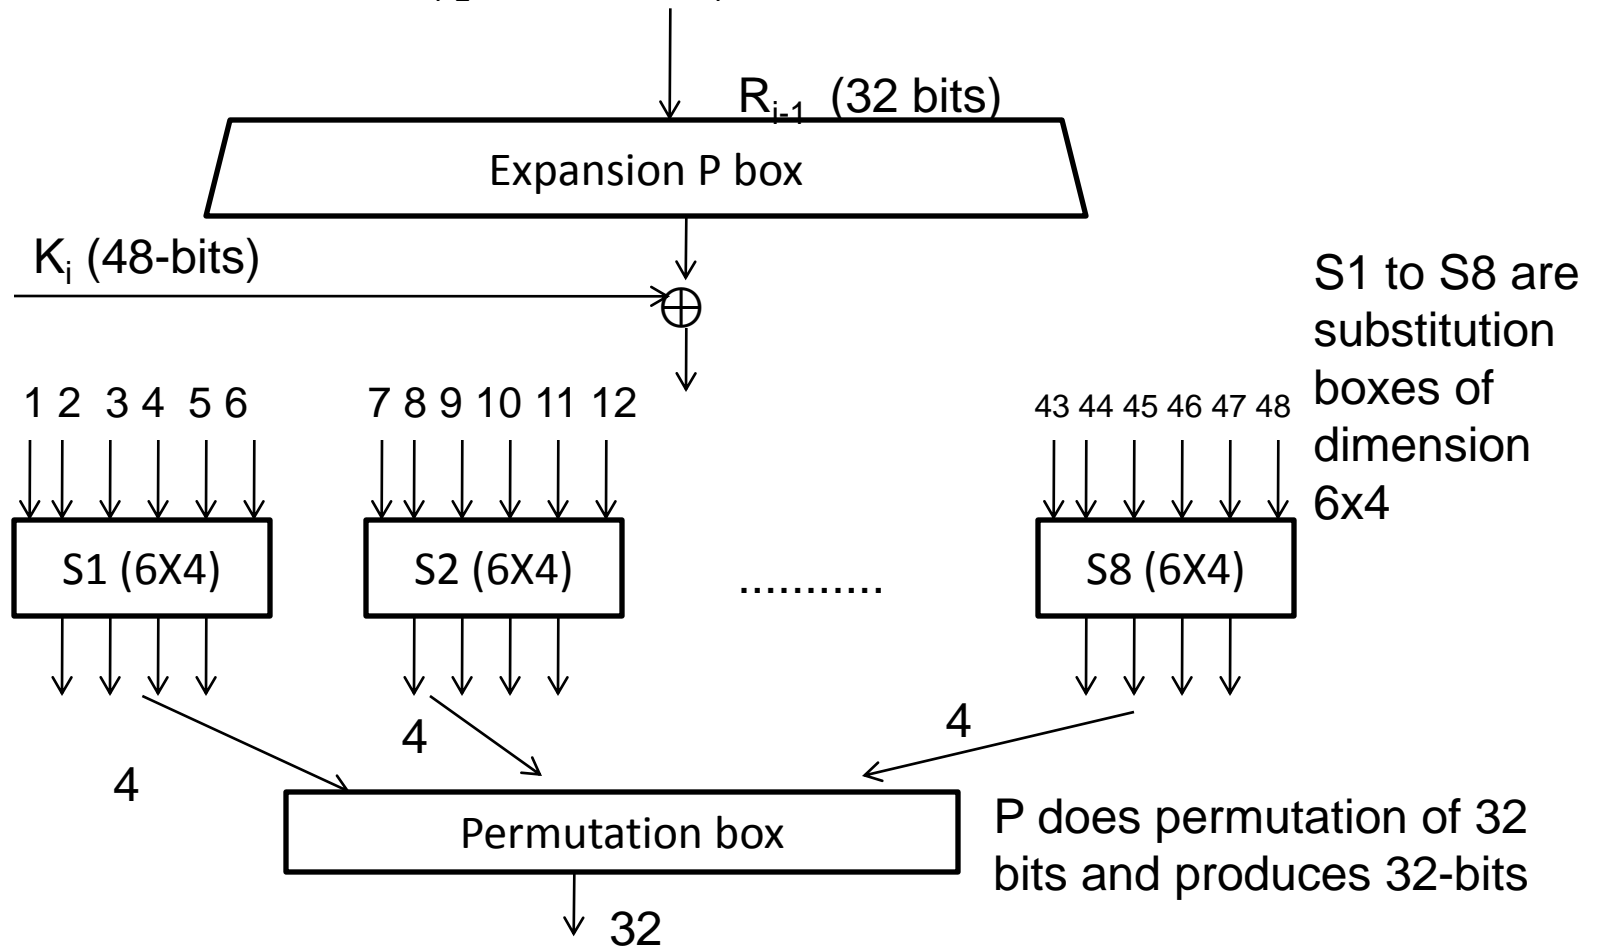 R_{i-1} (32 bits)
Expansion P box
K_i (48-bits)
S1 to S8 are
substitution
boxes of
dimension
6x4
1 2 3 4 5 6
7 8 9 10 11 12
43 44 45 46 47 48
S1 (6X4)
S2 (6X4)
...........
S8 (6X4)
4
4
4
Permutation box
P does permutation of 32
bits and produces 32-bits
32